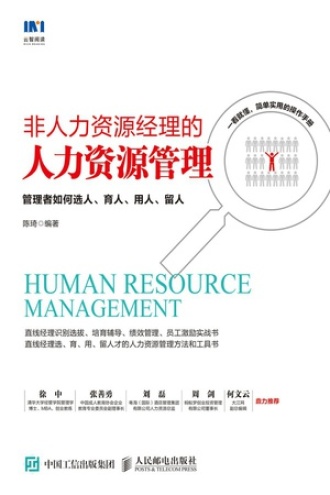 云智阅读
一看就懂、简单实用的操作手册
非人力资源经理的
人力资源管理
管理者如何选人、育人、用人、留人
陈琦◎编著
HUMAN RESOURCE
MANAGEMENT
直线经理识别选拔、培育辅导、绩效管理、员工激励实战书
直线经理选、育、用、留人才的人力资源管理方法和工具书
徐中 张善勇 刘磊 周剑 何文云
鼎力推荐
中国工信出版集团 人民邮电出版社
POSTS & TELECOM PRESS